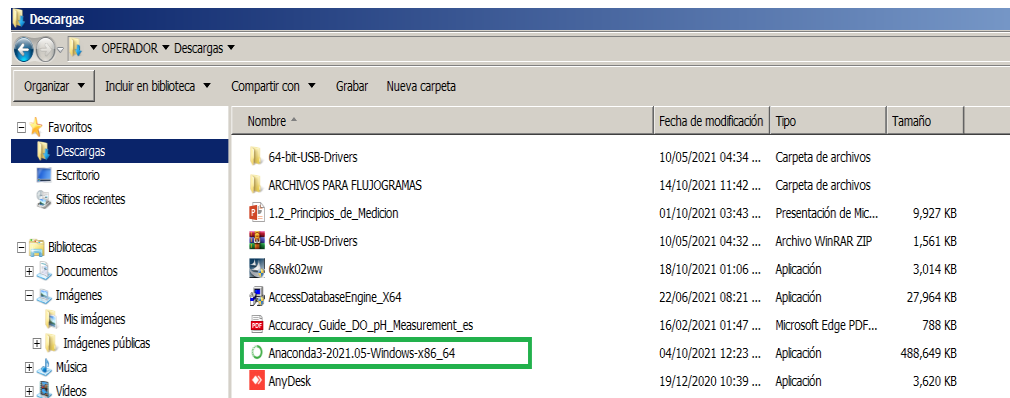 Descargas
OPERADOR Descargas
Organizar Incluir en biblioteca Compartir con Grabar Nueva carpeta
Favoritos
Descargas
Escritorio
Sitios recientes
Bibliotecas
Documentos
Imágenes
Mis imágenes
Imágenes públicas
Música
Vídeos
Nombre Fecha de modificación Tipo Tamaño
64-bit-USB-Drivers 10/05/2021 04:34 ... Carpeta de archivos
ARCHIVOS PARA FLUJOGRAMAS 14/10/2021 11:42 ... Carpeta de archivos
1.2_Principios_de_Medicion 01/10/2021 03:43 ... Presentación de Mic... 9,927 KB
64-bit-USB-Drivers 10/05/2021 04:32 ... Archivo WinRAR ZIP 1,561 KB
68wk02ww 18/10/2021 01:06 ... Aplicación 3,014 KB
AccessDatabaseEngine_X64 22/06/2021 08:21 ... Aplicación 27,964 KB
PDF Accuracy_Guide_DO_pH_Measurement_es 16/02/2021 01:47 ... Microsoft Edge PDF... 788 KB
Anaconda3-2021.05-Windows-x86_64 04/10/2021 12:23 ... Aplicación 488,649 KB
AnyDesk 19/12/2020 10:39 ... Aplicación 3,620 KB